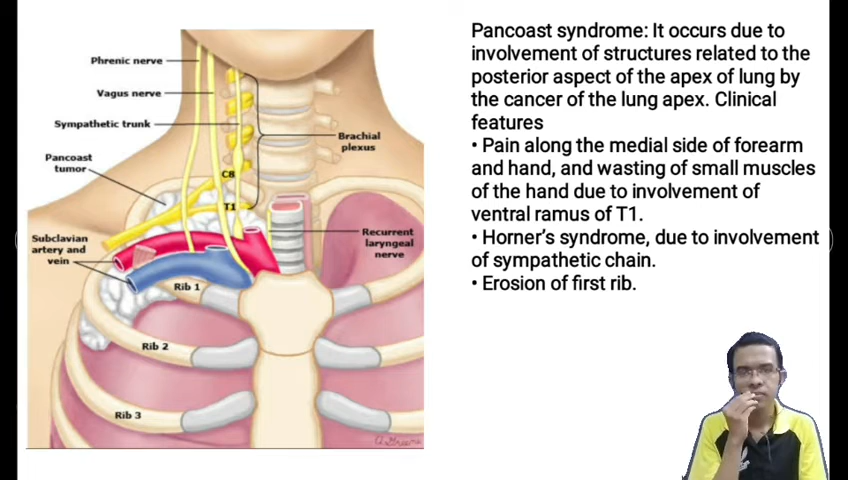 Phrenic nerve
Vagus nerve
Sympathetic trunk
Pancoast
tumor
C8
T1
Brachial
plexus
Subclavian
artery and
vein
Recurrent
laryngeal
nerve
Rib 1
Rib 2
Rib 3
Pancoast syndrome: It occurs due to
involvement of structures related to the
posterior aspect of the apex of lung by
the cancer of the lung apex. Clinical
features
• Pain along the medial side of forearm
and hand, and wasting of small muscles
of the hand due to involvement of
ventral ramus of T1.
• Horner's syndrome, due to involvement
of sympathetic chain.
• Erosion of first rib.